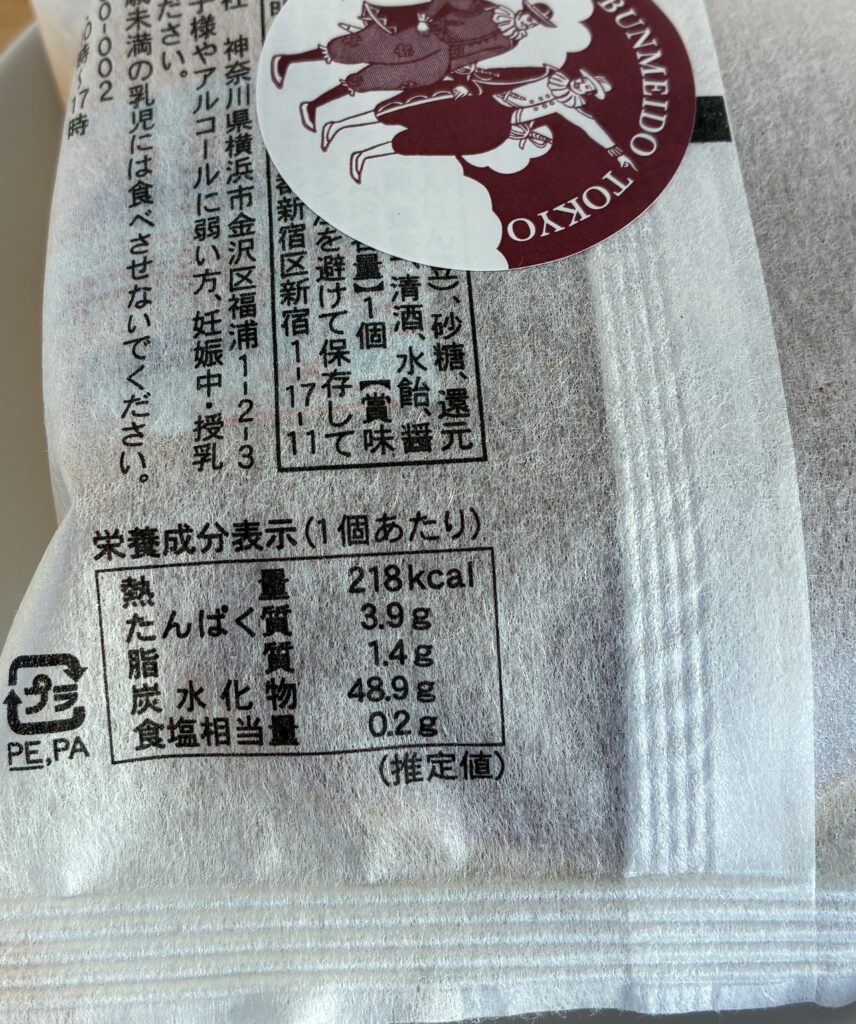 BUNMEIDO TOKYO
、砂糖、還元
、清酒、水飴、醤
量】1個 【賞味
を避けて保存して
新宿区新宿1-17-11
社 神奈川県横浜市金沢区福浦1-2-3
子様やアルコールに弱い方、妊娠中・授乳
ださい。
歳未満の乳児には食べさせないでください。
0-002
時~17時
栄養成分表示(1個あたり)
熱量 218kcal
たんぱく質 3.9g
脂質 1.4g
炭水化物 48.9g
食塩相当量 0.2g
(推定値)
プラ
PE,PA